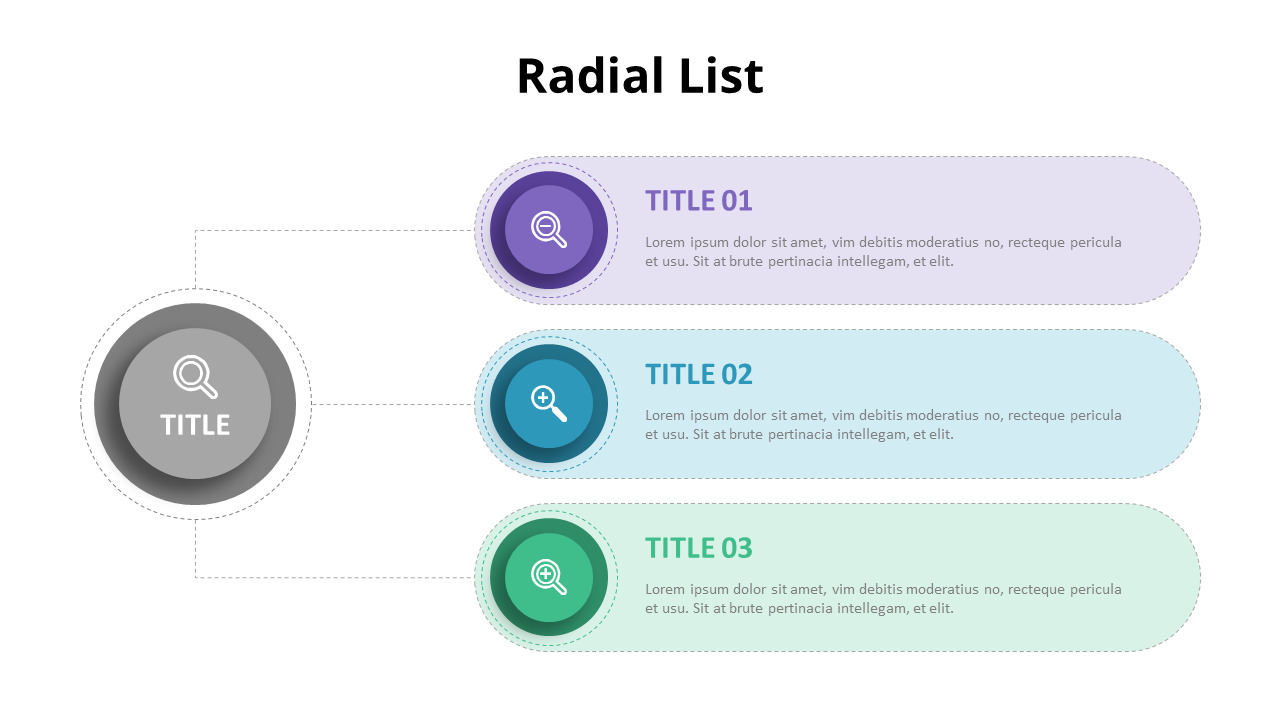 Radial List
TITLE 01
Lorem ipsum dolor sit amet, vim debitis moderatius no, recteque pericula
et usu. Sit at brute pertinacia intellegam, et elit.
TITLE
TITLE 02
Lorem ipsum dolor sit amet, vim debitis moderatius no, recteque pericula
et usu. Sit at brute pertinacia intellegam, et elit.
TITLE 03
Lorem ipsum dolor sit amet, vim debitis moderatius no, recteque pericula
et usu. Sit at brute pertinacia intellegam, et elit.